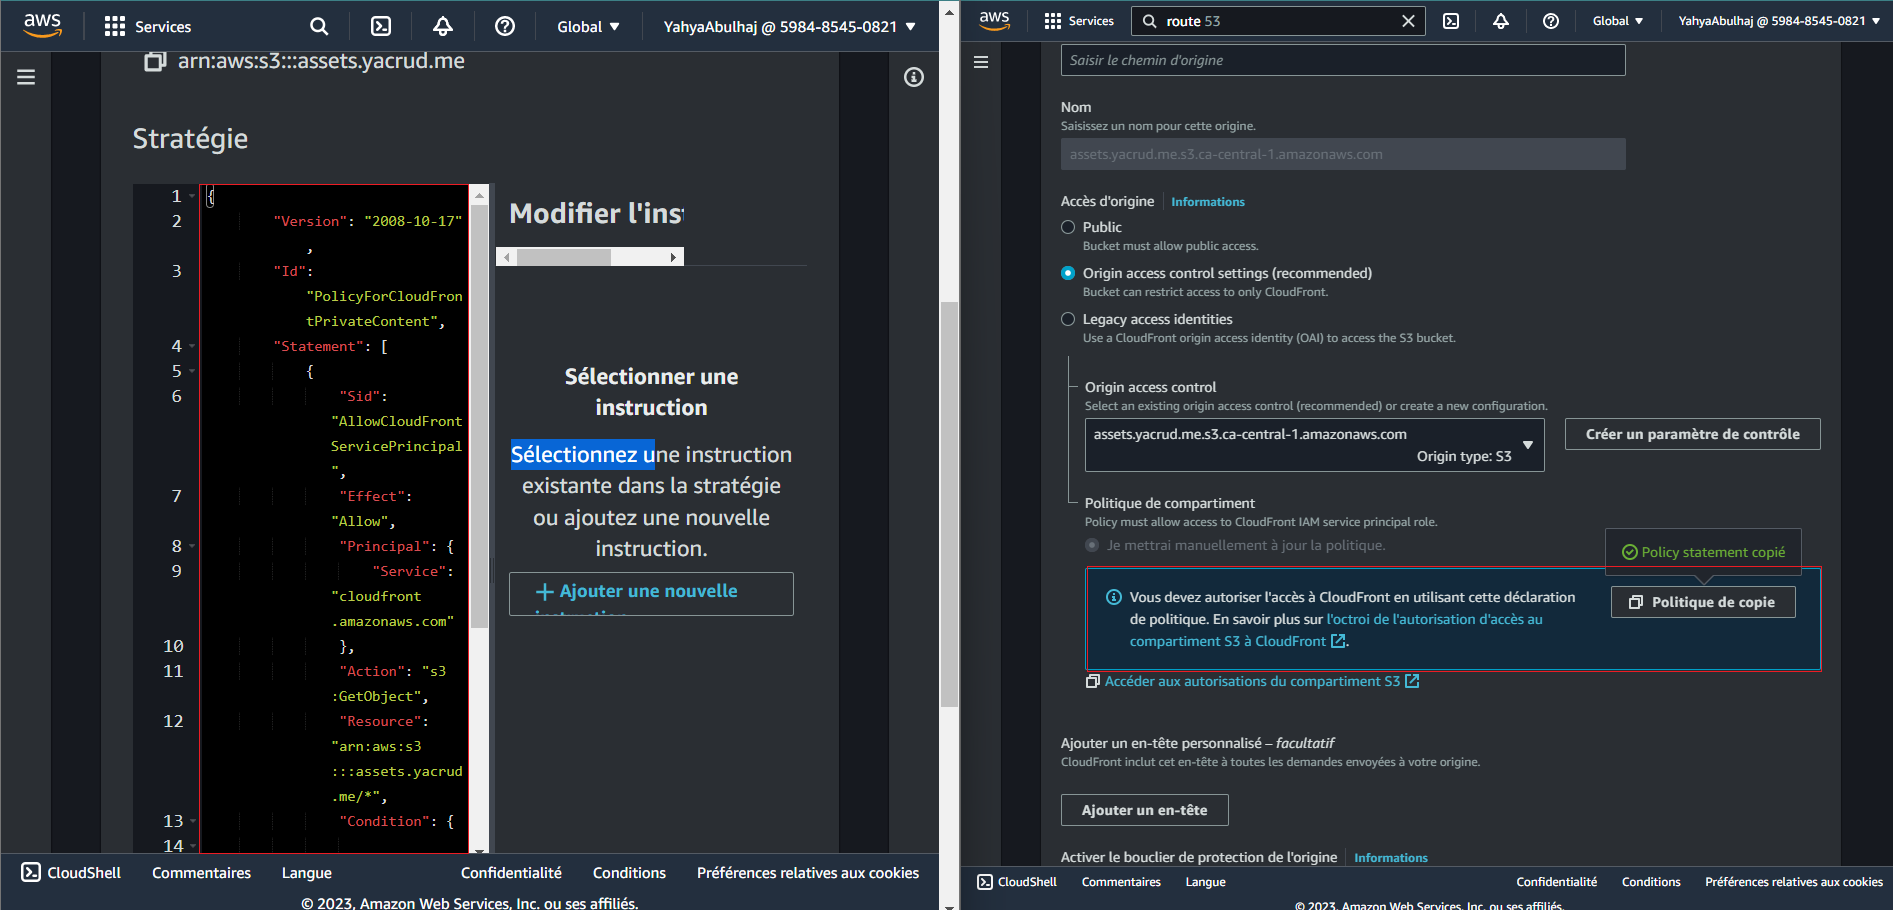 aws
Services
Global
YahyaAbulhaj @ 5984-8545-0821
arn:aws:s3:::assets.yacrud.me
Stratégie
1 {
2 "Version": "2008-10-17"
,
3 "Id":
"PolicyForCloudFron
tPrivateContent",
4 "Statement": [
5 {
6 "Sid":
"AllowCloudFront
ServicePrincipal
",
7 "Effect":
"Allow",
8 "Principal": {
9 "Service":
"cloudfront
.amazonaws.com"
10 },
11 "Action": "s3
:GetObject",
12 "Resource":
"arn:aws:s3
:::assets.yacrud
.me/*",
13 "Condition": {
14
Modifier l'ins
Sélectionner une
instruction
Sélectionnez une instruction
existante dans la stratégie
ou ajoutez une nouvelle
instruction.
Ajouter une nouvelle
instruction
CloudShell
Commentaires
Langue
Confidentialité
Conditions
Préférences relatives aux cookies
© 2023, Amazon Web Services, Inc. ou ses affiliés.
aws
Services
route 53
Global
YahyaAbulhaj @ 5984-8545-0821
Saisir le chemin d'origine
Nom
Saisissez un nom pour cette origine.
assets.yacrud.me.s3.ca-central-1.amazonaws.com
Accès d'origine
Informations
Public
Bucket must allow public access.
Origin access control settings (recommended)
Bucket can restrict access to only CloudFront.
Legacy access identities
Use a CloudFront origin access identity (OAI) to access the S3 bucket.
Origin access control
Select an existing origin access control (recommended) or create a new configuration.
assets.yacrud.me.s3.ca-central-1.amazonaws.com
Origin type: S3
Créer un paramètre de contrôle
Politique de compartiment
Policy must allow access to CloudFront IAM service principal role.
Je mettrai manuellement à jour la politique.
Policy statement copié
Vous devez autoriser l'accès à CloudFront en utilisant cette déclaration
de politique. En savoir plus sur l'octroi de l'autorisation d'accès au
compartiment S3 à CloudFront.
Politique de copie
Accéder aux autorisations du compartiment S3
Ajouter un en-tête personnalisé – facultatif
CloudFront inclut cet en-tête à toutes les demandes envoyées à votre origine.
Ajouter un en-tête
Activer le bouclier de protection de l'origine
Informations
CloudShell
Commentaires
Langue
Confidentialité
Conditions
Préférences relatives aux cookies
© 2023, Amazon Web Services, Inc. ou ses affiliés.